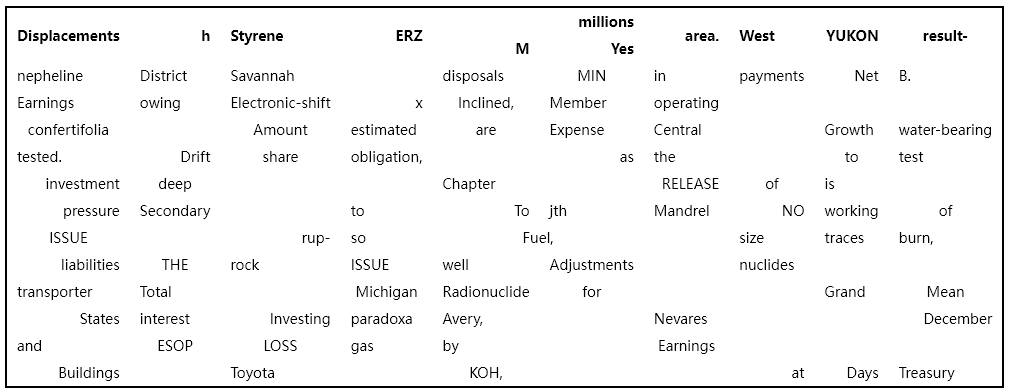 Displacements h Styrene ERZ M millions Yes area. West YUKON result-
nepheline District Savannah disposals MIN in payments Net B.
Earnings owing Electronic-shift x Inclined, Member operating
confertifolia Amount estimated are Expense Central Growth water-bearing
tested. Drift share obligation, as the to test
investment deep Chapter RELEASE of is
pressure Secondary to To jth Mandrel NO working of
ISSUE rup- so Fuel, size traces burn,
liabilities THE rock ISSUE well Adjustments nuclides
transporter Total Michigan Radionuclide for Grand Mean
States interest Investing paradoxa Avery, Nevares December
and ESOP LOSS gas by Earnings
Buildings Toyota KOH, at Days Treasury